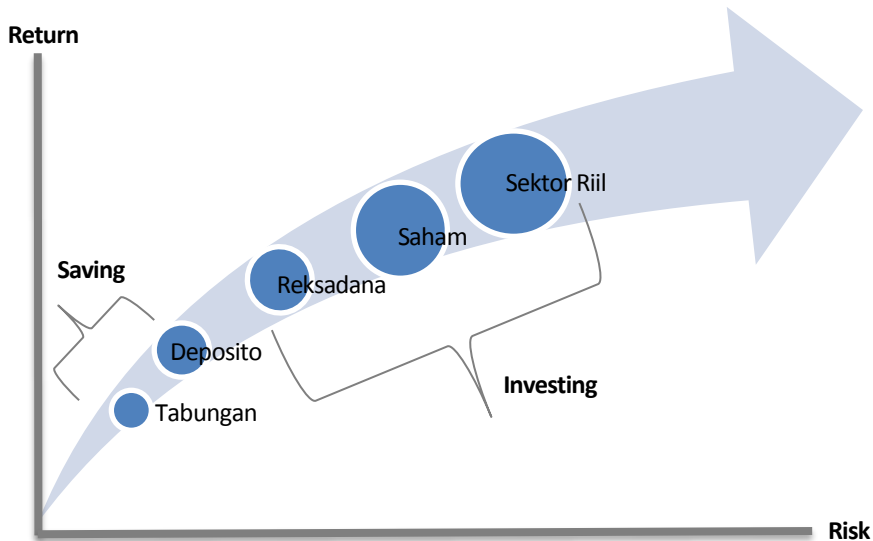 Return
Sektor Riil
Saham
Saving
Reksadana
Deposito
Investing
Tabungan
Risk